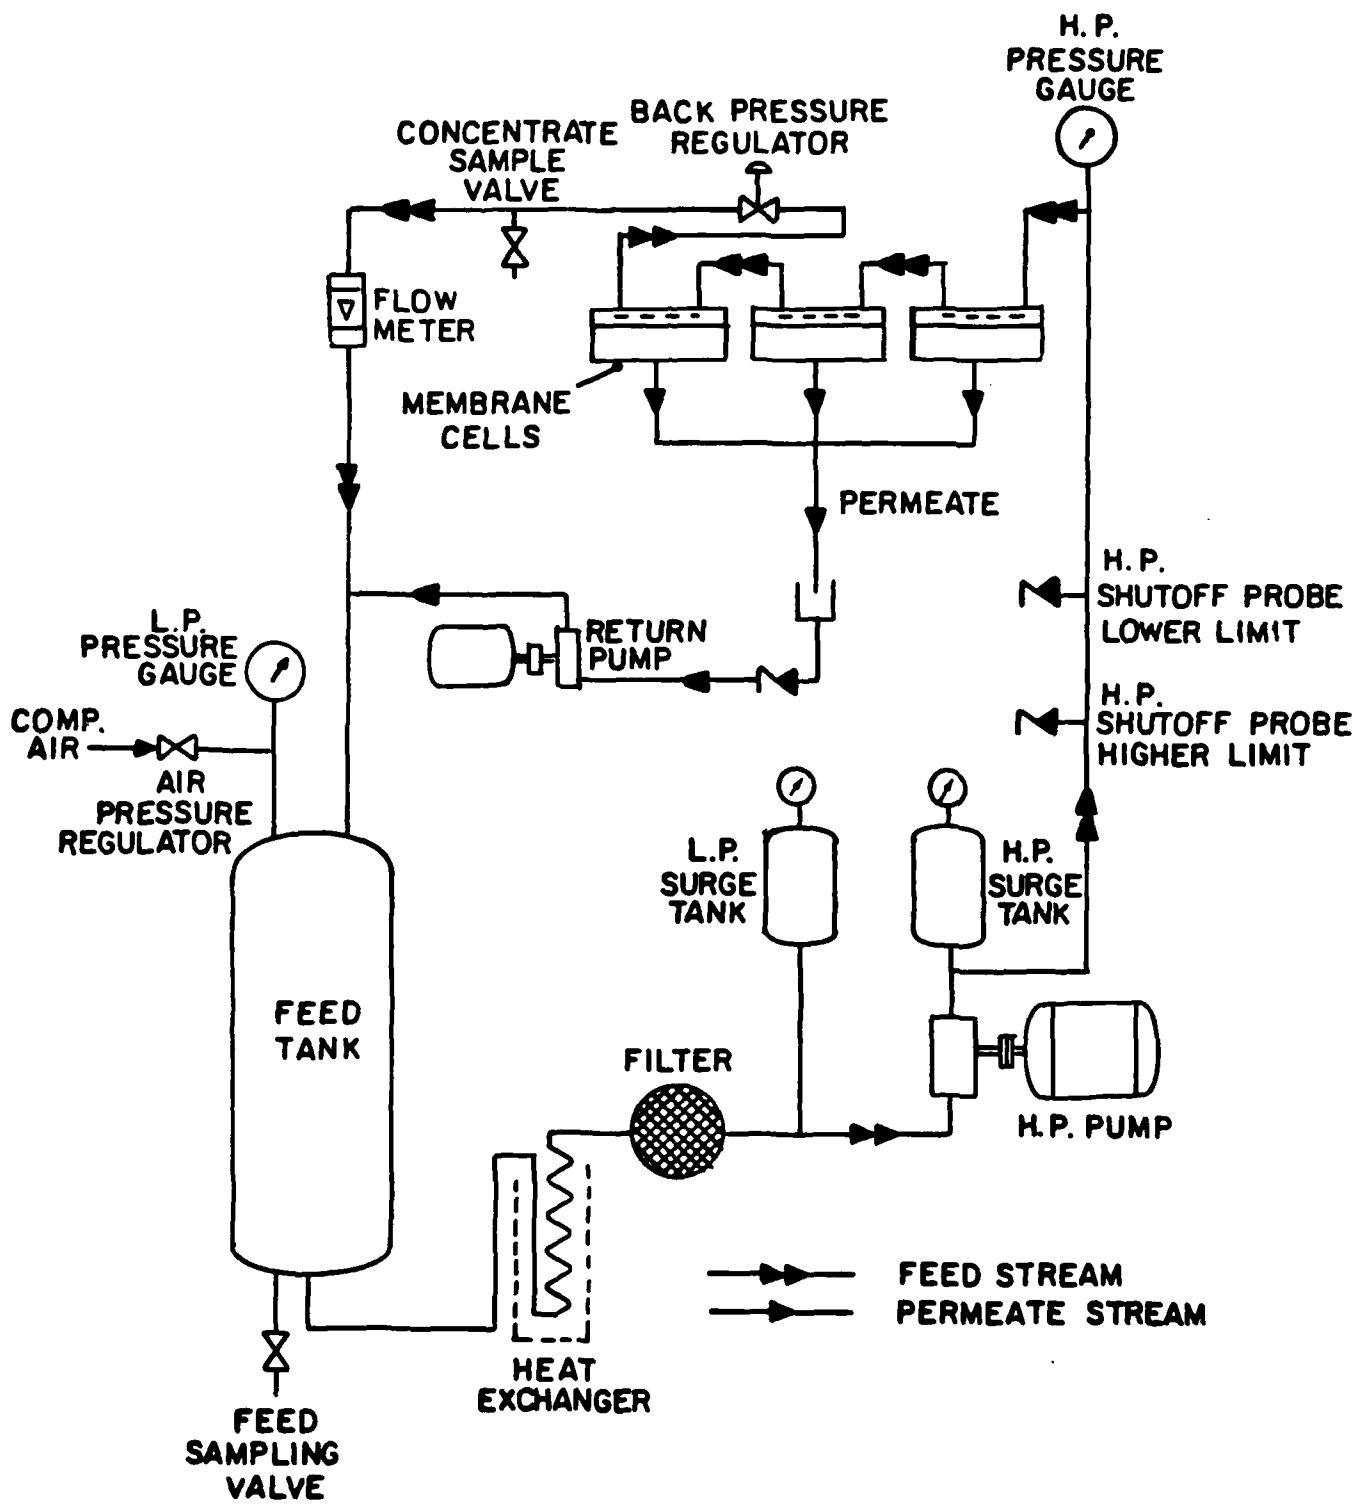 H. P.
PRESSURE
GAUGE
BACK PRESSURE
REGULATOR
CONCENTRATE
SAMPLE
VALVE
FLOW
METER
MEMBRANE
CELLS
PERMEATE
H. P.
SHUTOFF PROBE
LOWER LIMIT
L.P.
PRESSURE
GAUGE
RETURN
PUMP
H. P.
SHUTOFF PROBE
HIGHER LIMIT
COMP.
AIR
AIR
PRESSURE
REGULATOR
L.P.
SURGE
TANK
H.P.
SURGE
TANK
FEED
TANK
FILTER
H.P. PUMP
FEED STREAM
PERMEATE STREAM
HEAT
EXCHANGER
FEED
SAMPLING
VALVE